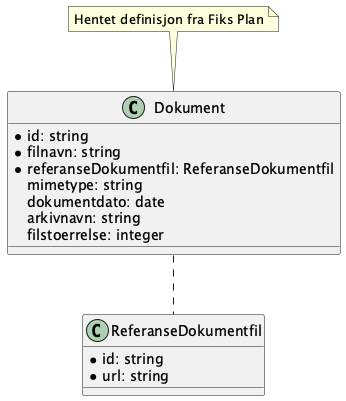 Hentet definisjon fra Fiks Plan
C Dokument
• id: string
• filnavn: string
• referanseDokumentfil: ReferanseDokumentfil
mimetype: string
dokumentdato: date
arkivnavn: string
filstoerrelse: integer
C ReferanseDokumentfil
• id: string
• url: string